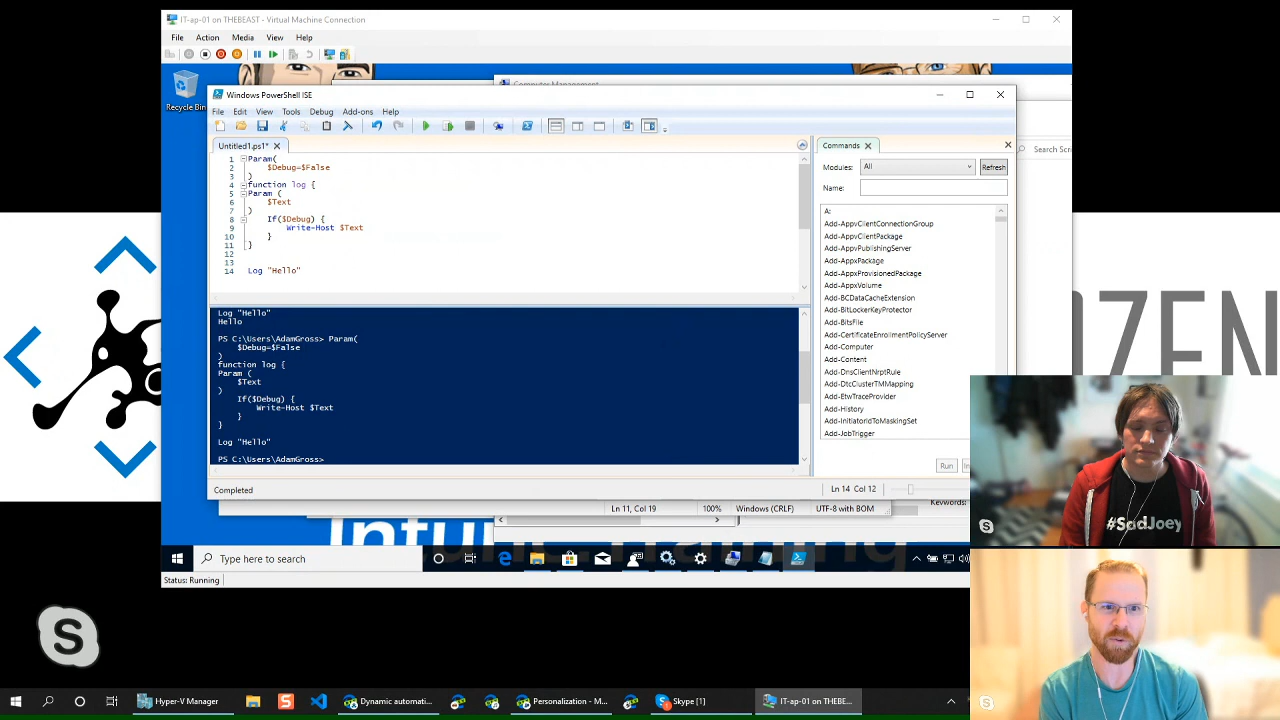 IT-ap-01 on THEBEAST - Virtual Machine Connection
File Action Media View Help
Recycle Bin
Computer Management
Windows PowerShell ISE
File Edit View Tools Debug Add-ons Help
Untitled1.ps1*
1 Param(
2 $Debug=$False
3 )
4 function log {
5 Param (
6 $Text
7 )
8 If($Debug) {
9 Write-Host $Text
10 }
11 }
12
13
14 Log "Hello"
Log "Hello"
Hello
PS C:\Users\AdamGross> Param(
$Debug=$False
)
function log {
Param (
$Text
)
If($Debug) {
Write-Host $Text
}
}
Log "Hello"
PS C:\Users\AdamGross>
Completed
Ln 14 Col 12
Commands
Modules: All Refresh
Name:
A:
Add-AppvClientConnectionGroup
Add-AppvClientPackage
Add-AppvPublishingServer
Add-AppxPackage
Add-AppxProvisionedPackage
Add-AppxVolume
Add-BCDataCacheExtension
Add-BitLockerKeyProtector
Add-BitsFile
Add-CertificateEnrollmentPolicyServer
Add-Computer
Add-Content
Add-DnsClientNrptRule
Add-DtcClusterTMMapping
Add-EtwTraceProvider
Add-History
Add-InitiatorIdToMaskingSet
Add-JobTrigger
Run In
Search Scr
Keywords:
Ln 11, Col 19 100% Windows (CRLF) UTF-8 with BOM
Intune Training
Type here to search
Status: Running
OZEN
#SadJoey
S
Hyper-V Manager
Dynamic automati...
Personalization - M...
Skype [1]
IT-ap-01 on THEBE...